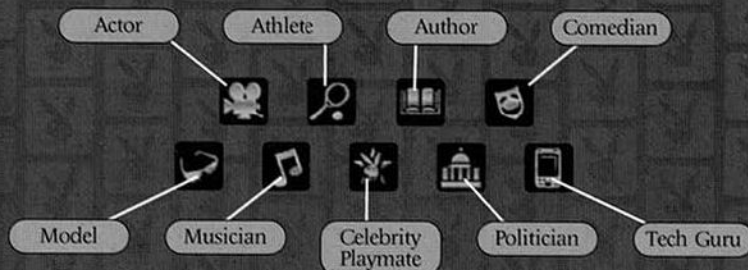 Actor
Athlete
Author
Comedian
Model
Musician
Celebrity
Playmate
Politician
Tech Guru